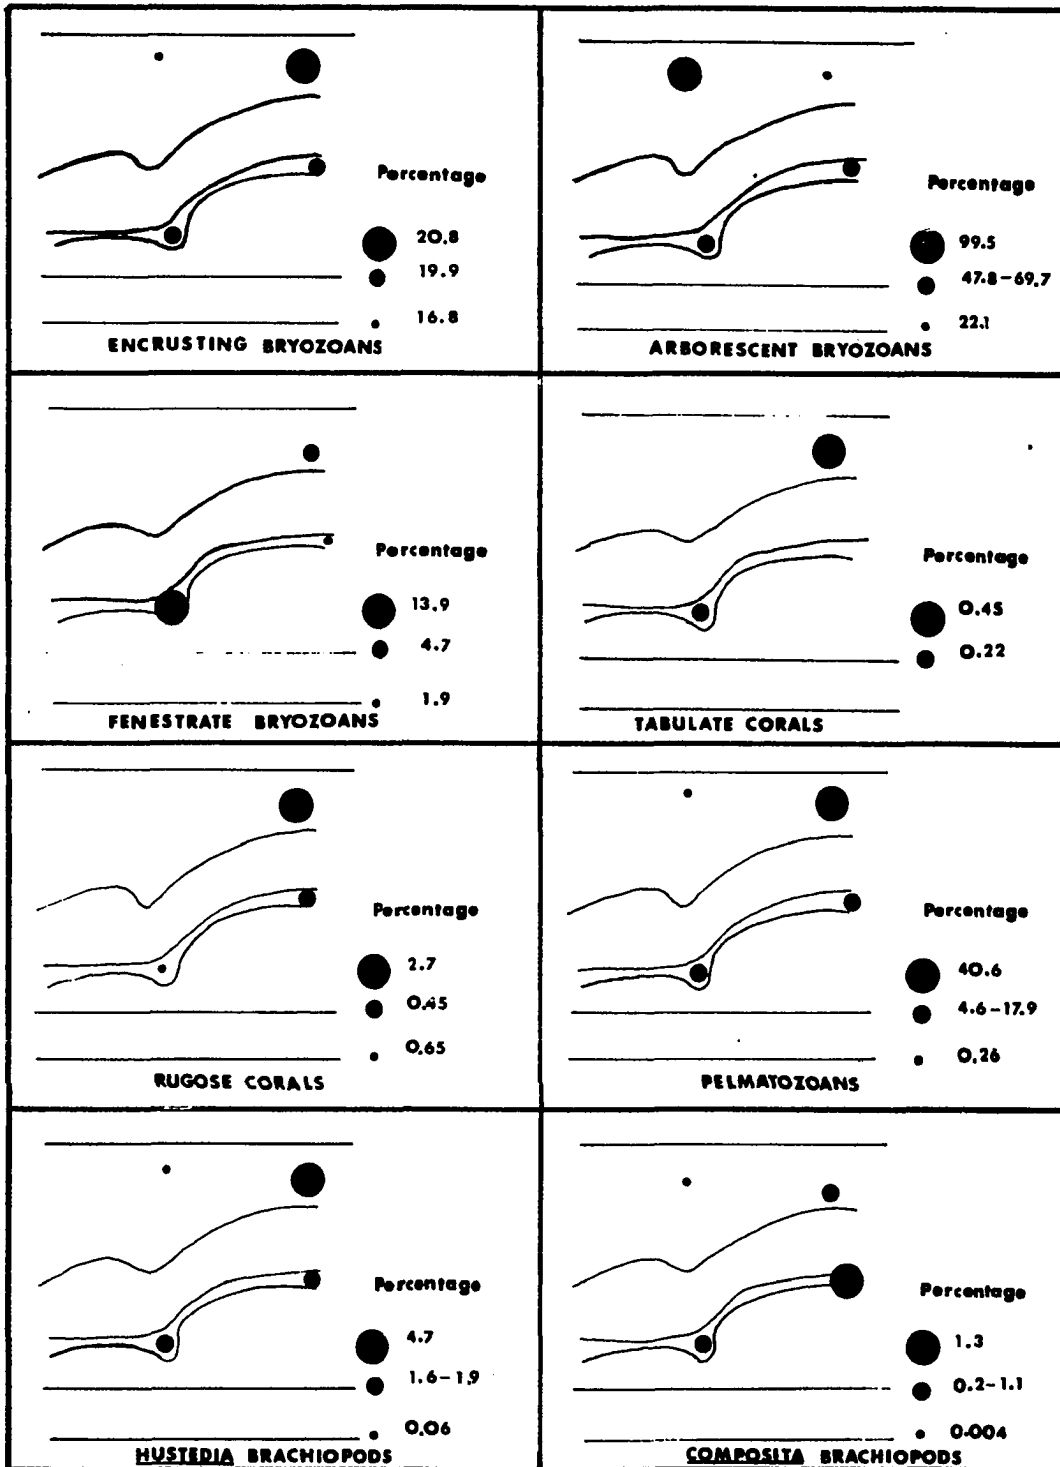 Percentage
20.8
19.9
16.8
ENCRUSTING BRYOZOANS
Percentage
99.5
47.8-69.7
22.1
ARBORESCENT BRYOZOANS
Percentage
13.9
4.7
1.9
FENESTRATE BRYOZOANS
Percentage
0.45
0.22
TABULATE CORALS
Percentage
2.7
0.45
0.65
RUGOSE CORALS
Percentage
40.6
4.6-17.9
0.26
PELMATOZOANS
Percentage
4.7
1.6-1.9
0.06
HUSTEDIA BRACHIOPODS
Percentage
1.3
0.2-1.1
0.004
COMPOSITA BRACHIOPODS